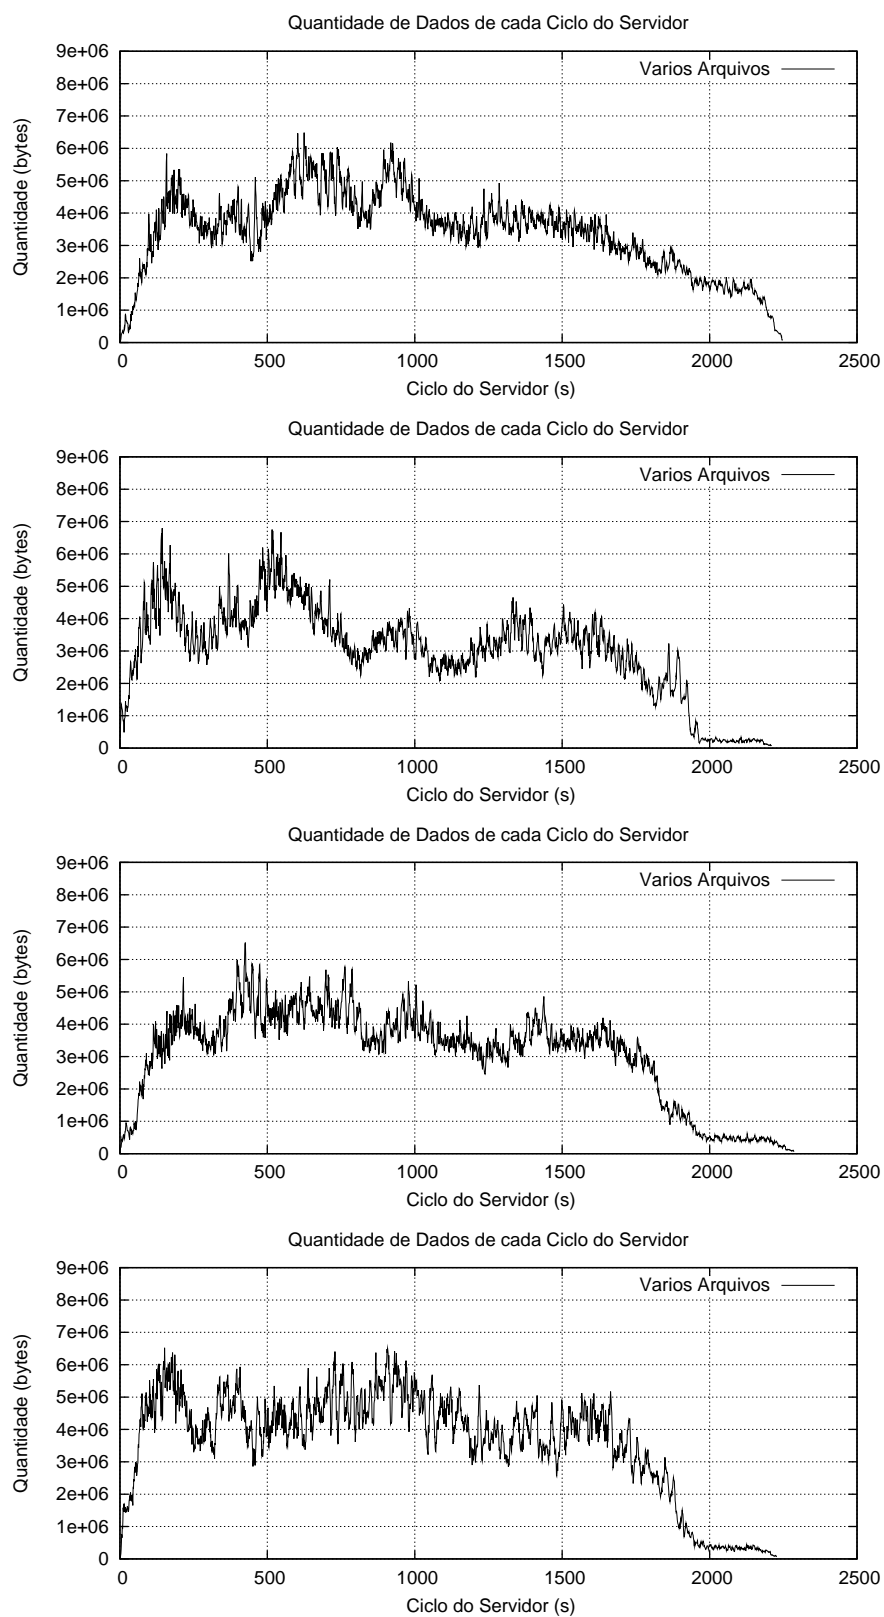 Quantidade de Dados de cada Ciclo do Servidor
9e+06
Varios Arquivos
8e+06
7e+06
6e+06
5e+06
4e+06
3e+06
2e+06
1e+06
0
Quantidade (bytes)
0 500 1000 1500 2000 2500
Ciclo do Servidor (s)
Quantidade de Dados de cada Ciclo do Servidor
9e+06
Varios Arquivos
8e+06
7e+06
6e+06
5e+06
4e+06
3e+06
2e+06
1e+06
0
Quantidade (bytes)
0 500 1000 1500 2000 2500
Ciclo do Servidor (s)
Quantidade de Dados de cada Ciclo do Servidor
9e+06
Varios Arquivos
8e+06
7e+06
6e+06
5e+06
4e+06
3e+06
2e+06
1e+06
0
Quantidade (bytes)
0 500 1000 1500 2000 2500
Ciclo do Servidor (s)
Quantidade de Dados de cada Ciclo do Servidor
9e+06
Varios Arquivos
8e+06
7e+06
6e+06
5e+06
4e+06
3e+06
2e+06
1e+06
0
Quantidade (bytes)
0 500 1000 1500 2000 2500
Ciclo do Servidor (s)